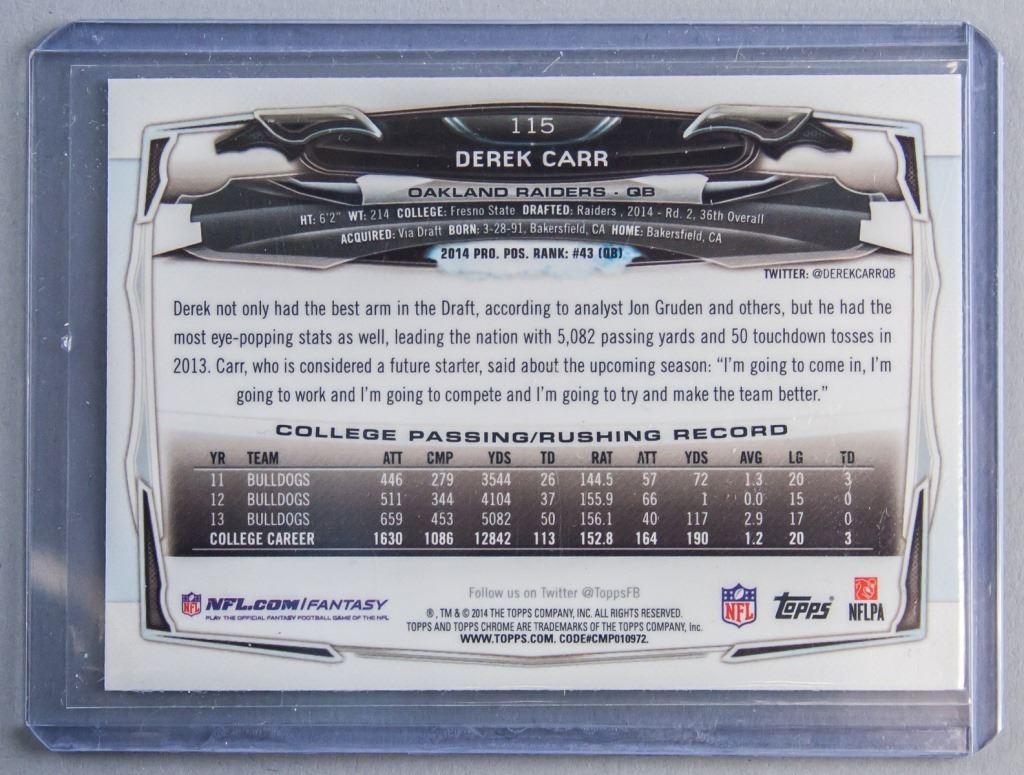 115
DEREK CARR
OAKLAND RAIDERS · QB
HT: 6'2" WT: 214 COLLEGE: Fresno State DRAFTED: Raiders , 2014 - Rd. 2, 36th Overall
ACQUIRED: Via Draft BORN: 3-28-91, Bakersfield, CA HOME: Bakersfield, CA
2014 PRO. POS. RANK: #43 (QB)
TWITTER: @DEREKCARRQB
Derek not only had the best arm in the Draft, according to analyst Jon Gruden and others, but he had the
most eye-popping stats as well, leading the nation with 5,082 passing yards and 50 touchdown tosses in
2013. Carr, who is considered a future starter, said about the upcoming season: “I'm going to come in, I'm
going to work and I'm going to compete and I'm going to try and make the team better.”
COLLEGE PASSING/RUSHING RECORD
YR TEAM ATT CMP YDS TD RAT ATT YDS AVG LG TD
11 BULLDOGS 446 279 3544 26 144.5 57 72 1.3 20 3
12 BULLDOGS 511 344 4104 37 155.9 66 1 0.0 15 0
13 BULLDOGS 659 453 5082 50 156.1 40 117 2.9 17 0
COLLEGE CAREER 1630 1086 12842 113 152.8 164 190 1.2 20 3
NFL NFL.COM/FANTASY
PLAY THE OFFICIAL FANTASY FOOTBALL GAME OF THE NFL
Follow us on Twitter @ToppsFB
®, TM & © 2014 THE TOPPS COMPANY, INC. ALL RIGHTS RESERVED.
TOPPS AND TOPPS CHROME ARE TRADEMARKS OF THE TOPPS COMPANY, Inc.
WWW.TOPPS.COM. CODE#CMP010972.
NFL Topps® NFLPA